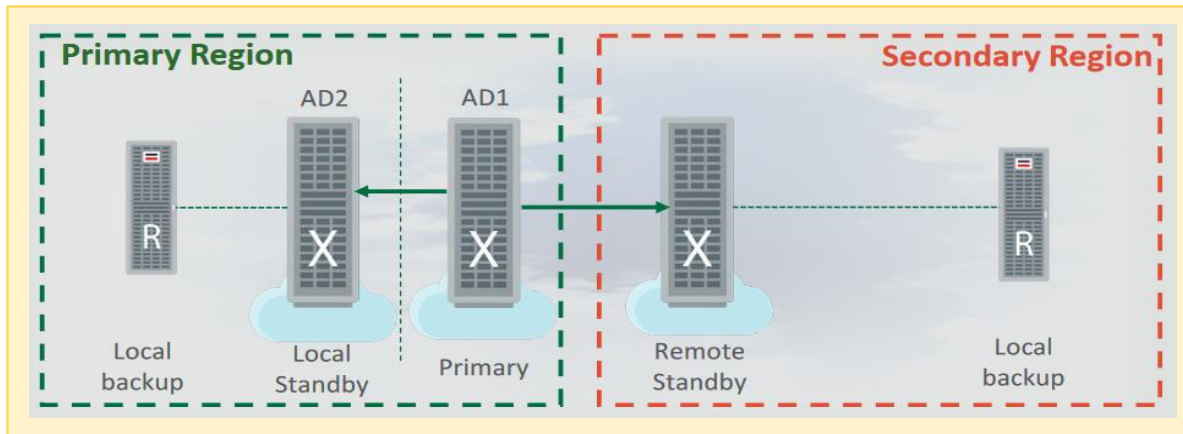 Primary Region
Secondary Region
AD2
AD1
R
X
X
X
R
Local
backup
Local
Standby
Primary
Remote
Standby
Local
backup